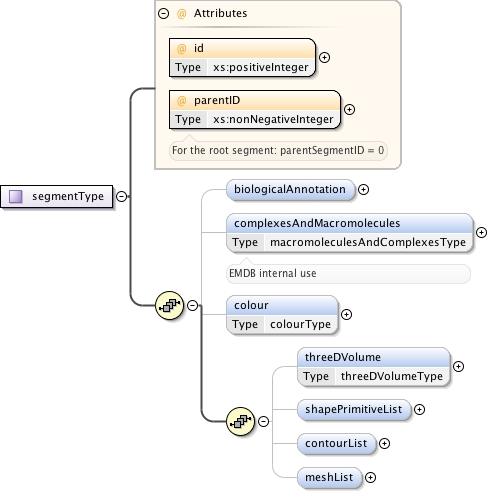 @ Attributes
@ id
Type xs:positiveInteger
@ parentID
Type xs:nonNegativeInteger
For the root segment: parentSegmentID = 0
segmentType
biologicalAnnotation
complexesAndMacromolecules
Type macromoleculesAndComplexesType
EMDB internal use
colour
Type colourType
threeDVolume
Type threeDVolumeType
shapePrimitiveList
contourList
meshList